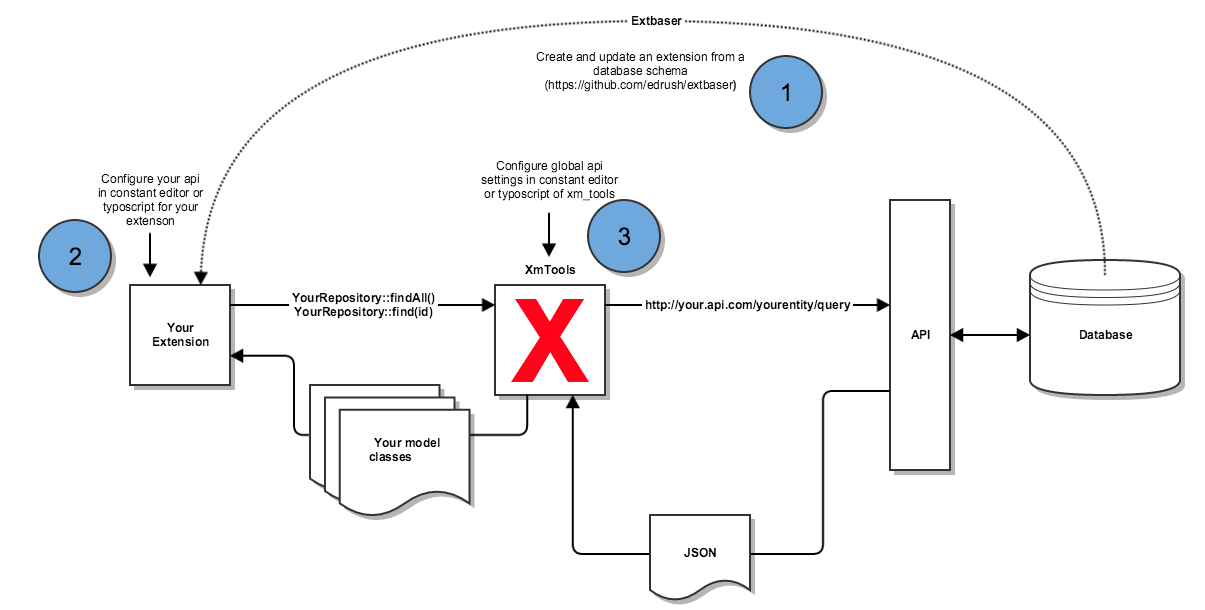 Extbaser
Create and update an extension from a
database schema
(https://github.com/edrush/extbaser)
1
Configure your api
in constant editor or
typoscript for your
extenson
2
Configure global api
settings in constant editor
or typoscript of xm_tools
3
XmTools
Your
Extension
YourRepository::findAll()
YourRepository::find(id)
X
http://your.api.com/yourentity/query
API
Database
Your model
classes
JSON